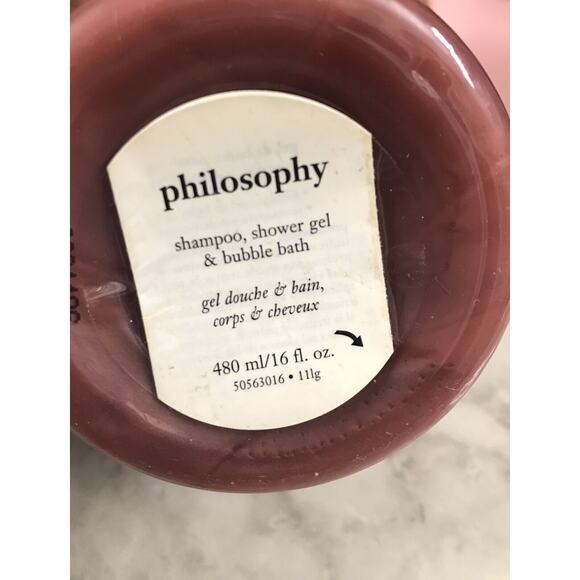 philosophy
shampoo, shower gel
& bubble bath
gel douche & bain,
corps & cheveux
480 ml/16 fl. oz.
50563016 • 11lg